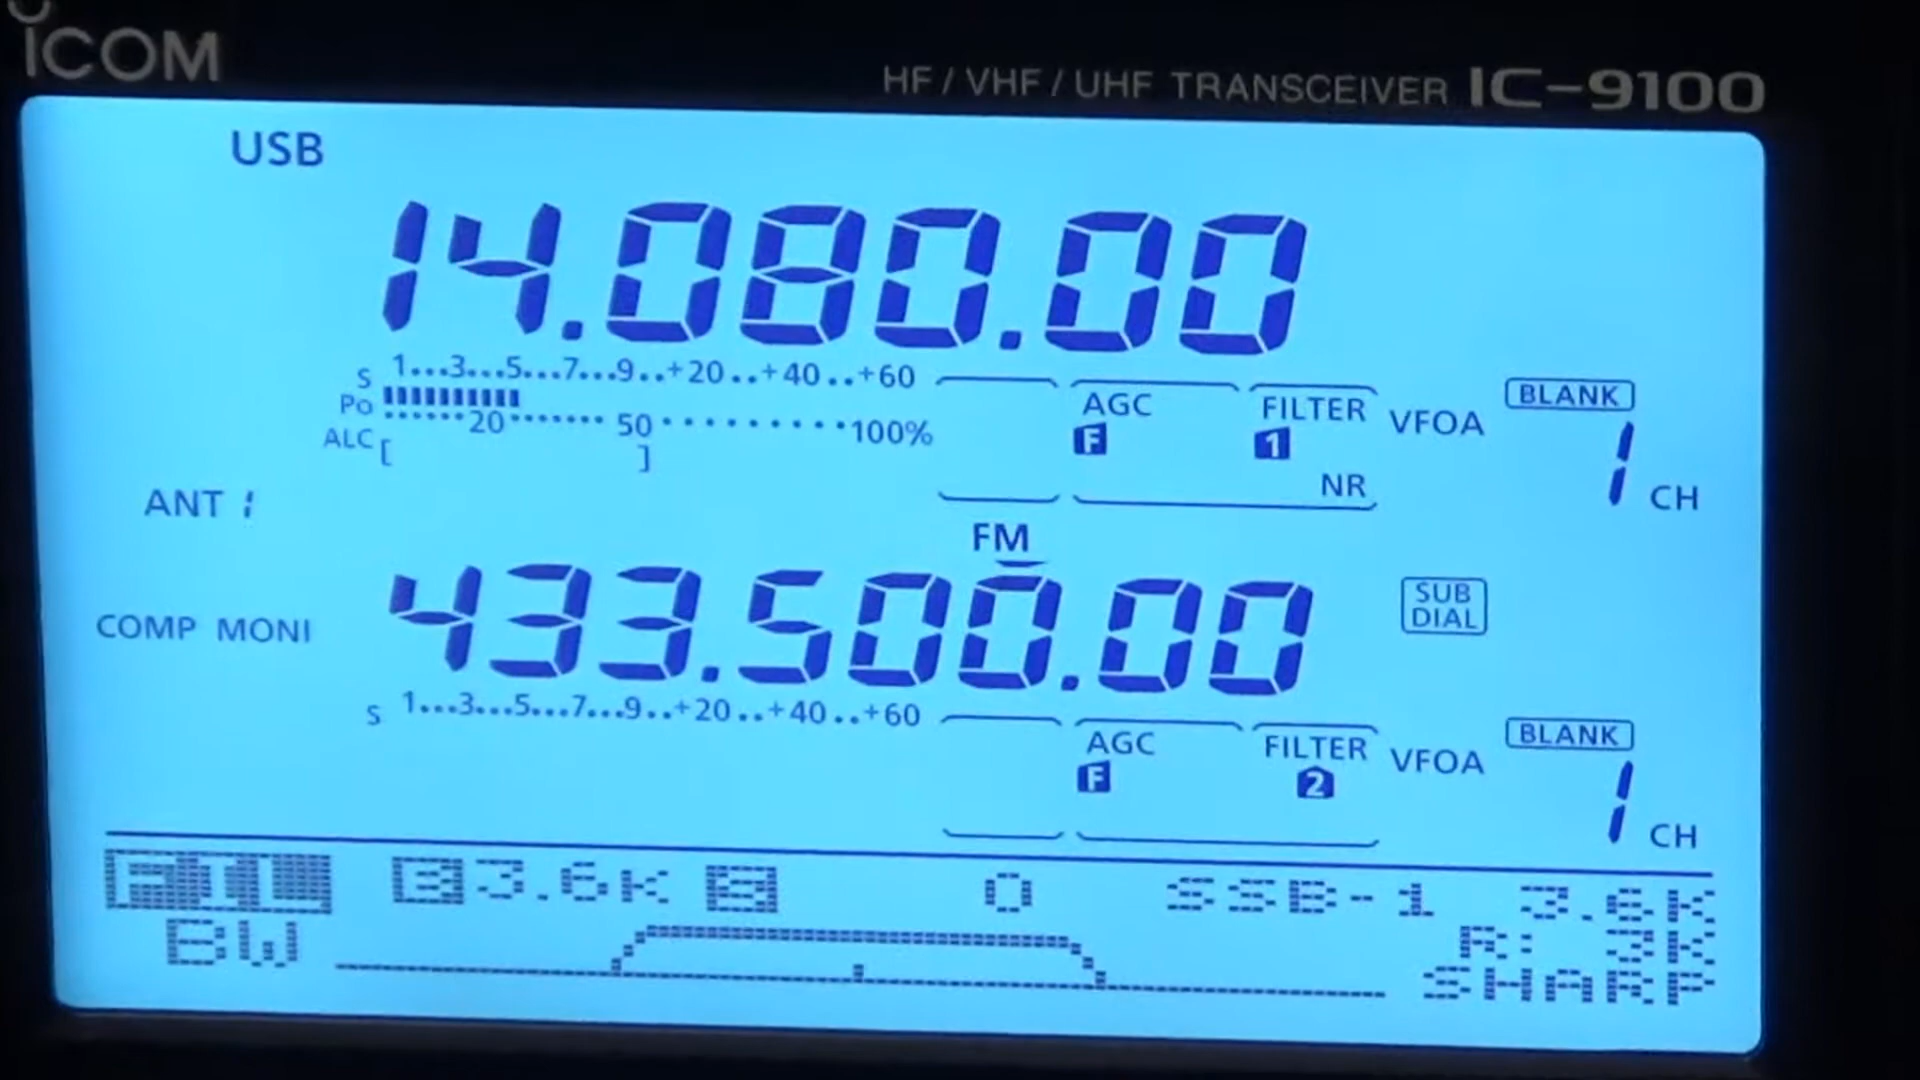 ICOM
HF / VHF / UHF TRANSCEIVER IC-9100
USB
14.080.00
S 1...3...5...7...9..+20..+40..+60
Po ......20.......50..........100%
ALC [ ]
AGC
F
FILTER
1
NR
VFOA
BLANK
1 CH
ANT 1
FM
433.500.00
SUB
DIAL
COMP MONI
S 1...3...5...7...9..+20..+40..+60
AGC
F
FILTER
2
VFOA
BLANK
1 CH
FIL 3.6K 0 SSB-1 3.6K
BW R: 3K
SHARP